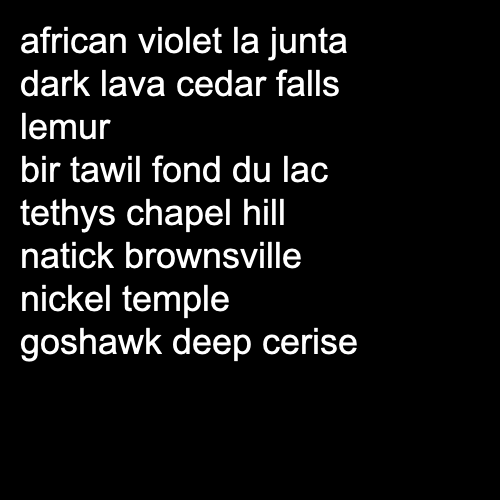 african violet la junta
dark lava cedar falls
lemur
bir tawil fond du lac
tethys chapel hill
natick brownsville
nickel temple
goshawk deep cerise